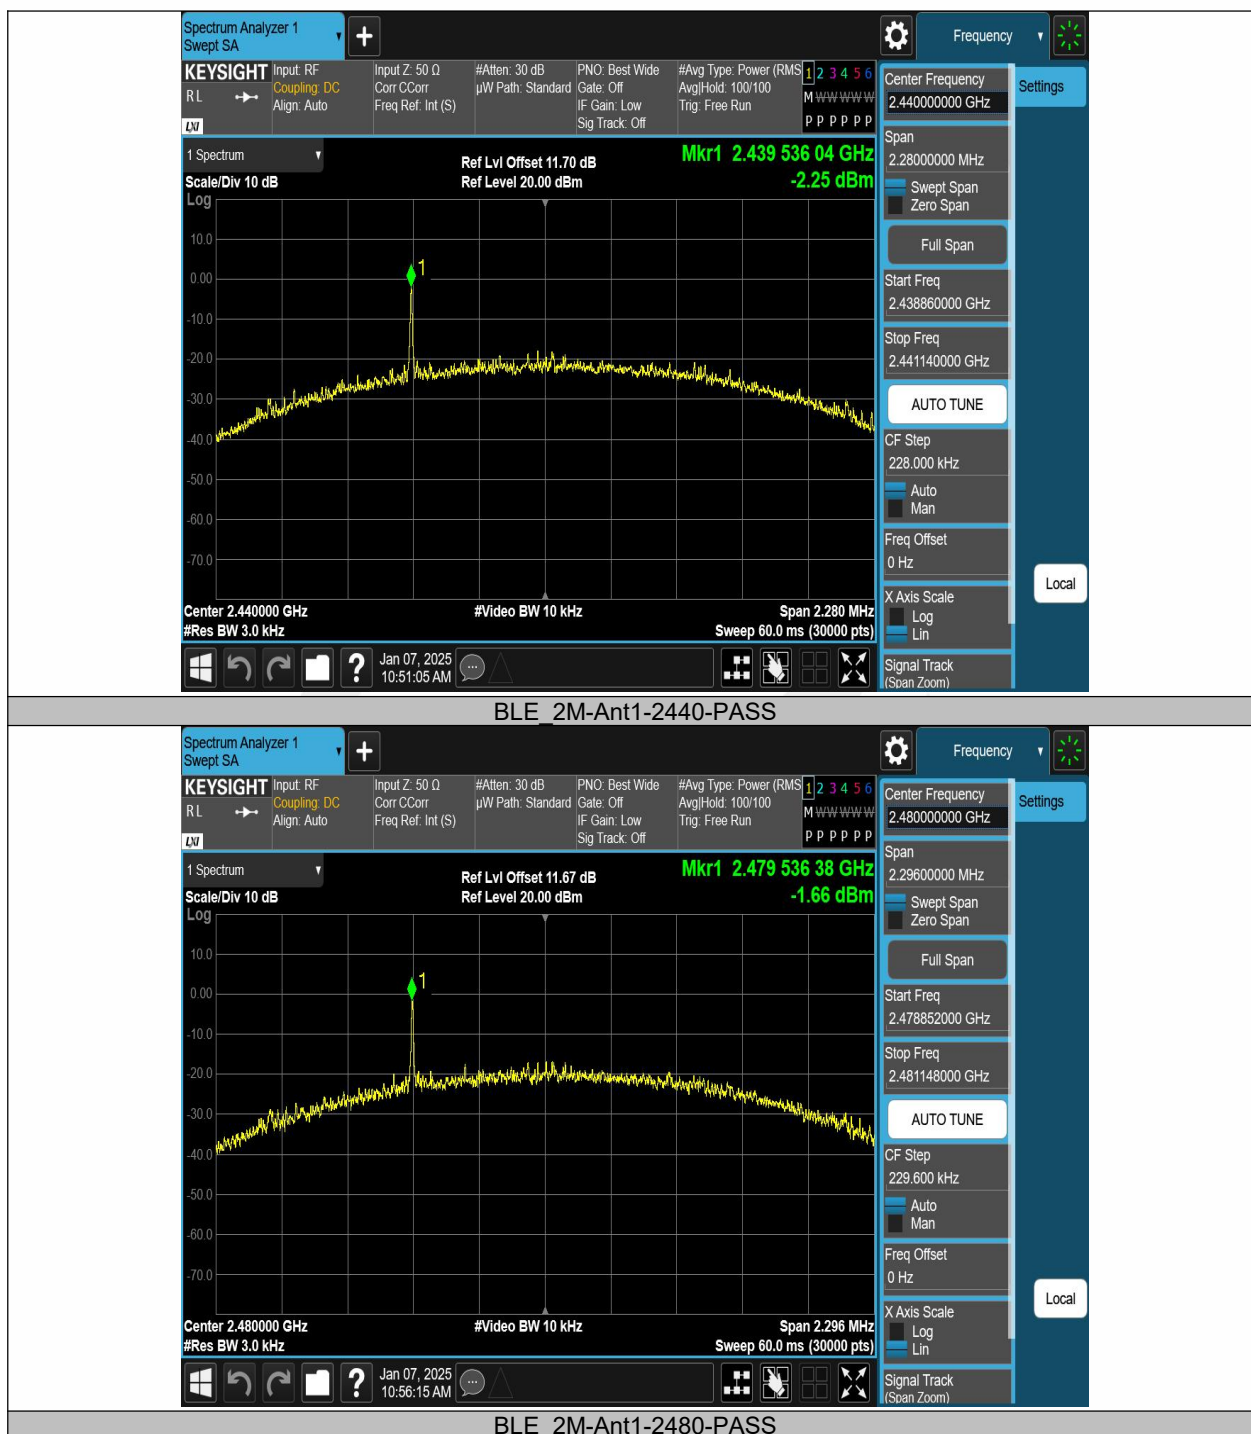 Spectrum Analyzer 1
Swept SA
Frequency
KEYSIGHT
RL
LXI
Input: RF
Coupling: DC
Align: Auto
Input Z: 50 Ω
Corr CCorr
Freq Ref: Int (S)
#Atten: 30 dB
µW Path: Standard
PNO: Best Wide
Gate: Off
IF Gain: Low
Sig Track: Off
#Avg Type: Power (RMS
Avg|Hold: 100/100
Trig: Free Run
1 2 3 4 5 6
M W W W W W
P P P P P P
Center Frequency
2.440000000 GHz
Settings
Span
2.28000000 MHz
Swept Span
Zero Span
Full Span
Start Freq
2.438860000 GHz
Stop Freq
2.441140000 GHz
AUTO TUNE
CF Step
228.000 kHz
Auto
Man
Freq Offset
0 Hz
X Axis Scale
Log
Lin
Signal Track
(Span Zoom)
Local
1 Spectrum
Scale/Div 10 dB
Log
Ref Lvl Offset 11.70 dB
Ref Level 20.00 dBm
Mkr1 2.439 536 04 GHz
-2.25 dBm
1
10.0
0.00
-10.0
-20.0
-30.0
-40.0
-50.0
-60.0
-70.0
Center 2.440000 GHz
#Res BW 3.0 kHz
#Video BW 10 kHz
Span 2.280 MHz
Sweep 60.0 ms (30000 pts)
?
Jan 07, 2025
10:51:05 AM
BLE_2M-Ant1-2440-PASS
Spectrum Analyzer 1
Swept SA
Frequency
KEYSIGHT
RL
LXI
Input: RF
Coupling: DC
Align: Auto
Input Z: 50 Ω
Corr CCorr
Freq Ref: Int (S)
#Atten: 30 dB
µW Path: Standard
PNO: Best Wide
Gate: Off
IF Gain: Low
Sig Track: Off
#Avg Type: Power (RMS
Avg|Hold: 100/100
Trig: Free Run
1 2 3 4 5 6
M W W W W W
P P P P P P
Center Frequency
2.480000000 GHz
Settings
Span
2.29600000 MHz
Swept Span
Zero Span
Full Span
Start Freq
2.478852000 GHz
Stop Freq
2.481148000 GHz
AUTO TUNE
CF Step
229.600 kHz
Auto
Man
Freq Offset
0 Hz
X Axis Scale
Log
Lin
Signal Track
(Span Zoom)
Local
1 Spectrum
Scale/Div 10 dB
Log
Ref Lvl Offset 11.67 dB
Ref Level 20.00 dBm
Mkr1 2.479 536 38 GHz
-1.66 dBm
1
10.0
0.00
-10.0
-20.0
-30.0
-40.0
-50.0
-60.0
-70.0
Center 2.480000 GHz
#Res BW 3.0 kHz
#Video BW 10 kHz
Span 2.296 MHz
Sweep 60.0 ms (30000 pts)
?
Jan 07, 2025
10:56:15 AM
BLE_2M-Ant1-2480-PASS